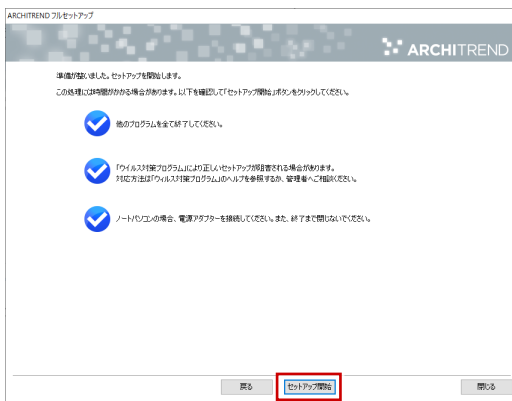 ARCHITREND フルセットアップ
ARCHITREND
準備が整いました。セットアップを開始します。
この処理には時間がかかる場合があります。以下を確認して「セットアップ開始」ボタンをクリックしてください。
他のプログラムを全て終了してください。
「ウイルス対策プログラム」により正しいセットアップが阻害される場合があります。
対応方法は「ウィルス対策プログラム」のヘルプを参照するか、管理者へご相談ください。
ノートパソコンの場合、電源アダプターを接続してください。また、終了まで閉じないでください。
戻る
セットアップ開始
閉じる